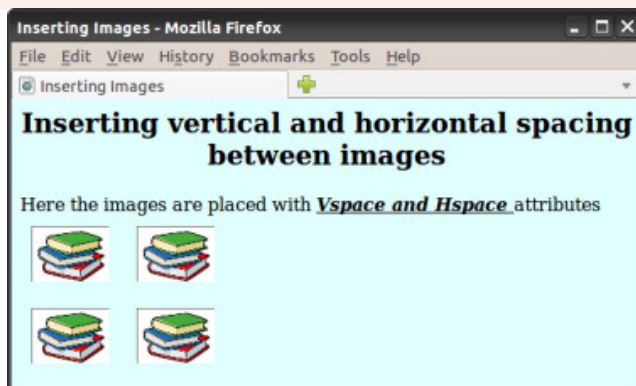 Inserting Images - Mozilla Firefox
File Edit View History Bookmarks Tools Help
Inserting Images
Inserting vertical and horizontal spacing
between images
Here the images are placed with Vspace and Hspace attributes